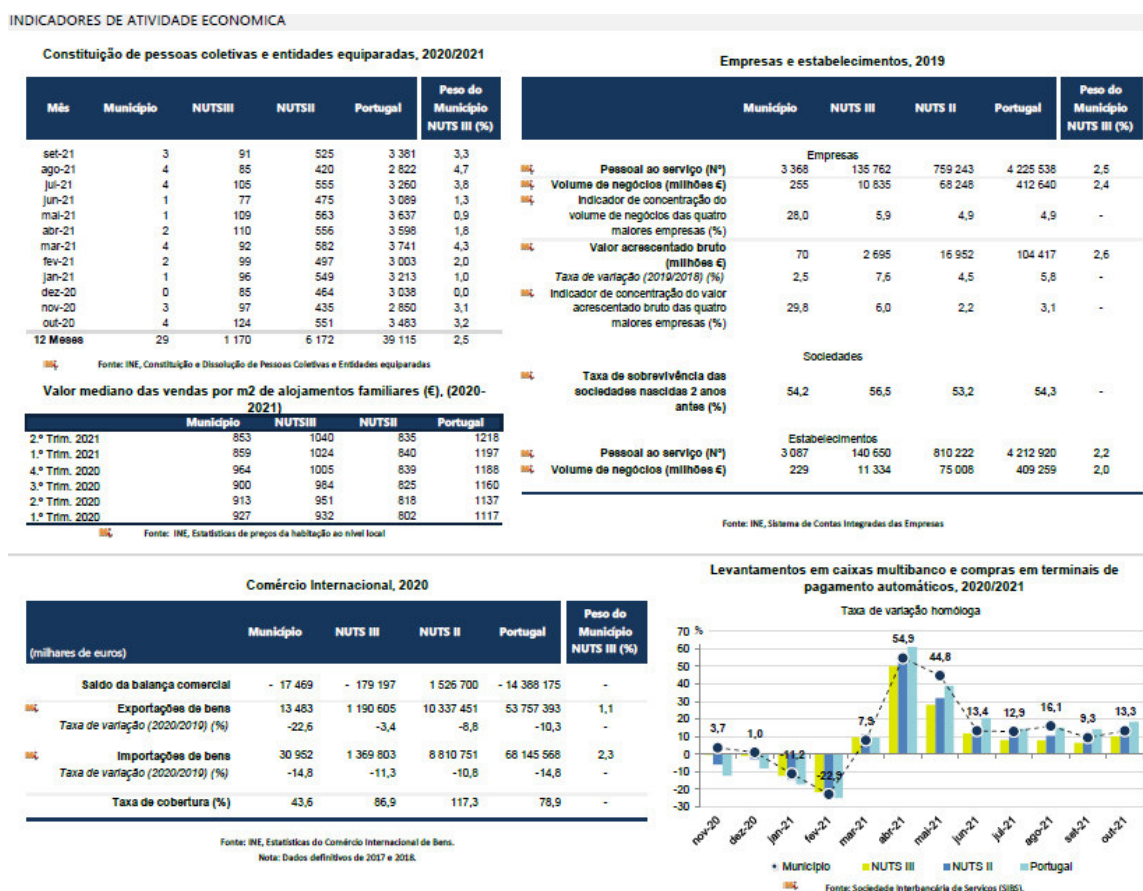 INDICADORES DE ATIVIDADE ECONOMICA
Constituição de pessoas coletivas e entidades equiparadas, 2020/2021
Mês Município NUTSIII NUTSII Portugal Peso do Município NUTS III (%)
set-21 3 91 525 3 381 3,3
ago-21 4 85 420 2 822 4,7
jul-21 4 105 555 3 260 3,8
jun-21 1 77 475 3 089 1,3
mai-21 1 109 563 3 637 0,9
abr-21 2 110 556 3 598 1,8
mar-21 4 92 582 3 741 4,3
fev-21 2 99 497 3 003 2,0
jan-21 1 96 549 3 213 1,0
dez-20 0 85 464 3 038 0,0
nov-20 3 97 435 2 850 3,1
out-20 4 124 551 3 483 3,2
12 Meses 29 1 170 6 172 39 115 2,5
Fonte: INE, Constituição e Dissolução de Pessoas Coletivas e Entidades equiparadas
Valor mediano das vendas por m2 de alojamentos familiares (€), (2020-
2021)
Município NUTSIII NUTSII Portugal
2.º Trim. 2021 853 1040 835 1218
1.º Trim. 2021 859 1024 840 1197
4.º Trim. 2020 964 1005 839 1188
3.º Trim. 2020 900 984 825 1160
2.º Trim. 2020 913 951 818 1137
1.º Trim. 2020 927 932 802 1117
Fonte: INE, Estatísticas de preços da habitação ao nível local
Empresas e estabelecimentos, 2019
Município NUTS III NUTS II Portugal Peso do Município NUTS III (%)
Empresas
Pessoal ao serviço (Nº) 3 368 135 762 759 243 4 225 538 2,5
Volume de negócios (milhões €) 255 10 835 68 248 412 640 2,4
Indicador de concentração do
volume de negócios das quatro 28,0 5,9 4,9 4,9 -
maiores empresas (%)
Valor acrescentado bruto
(milhões €) 70 2 695 16 952 104 417 2,6
Taxa de variação (2019/2018) (%) 2,5 7,6 4,5 5,8 -
Indicador de concentração do valor
acrescentado bruto das quatro 29,8 6,0 2,2 3,1 -
maiores empresas (%)
Sociedades
Taxa de sobrevivência das
sociedades nascidas 2 anos 54,2 56,5 53,2 54,3 -
antes (%)
Estabelecimentos
Pessoal ao serviço (Nº) 3 087 140 650 810 222 4 212 920 2,2
Volume de negócios (milhões €) 229 11 334 75 008 409 259 2,0
Fonte: INE, Sistema de Contas Integradas das Empresas
Comércio Internacional, 2020
(milhares de euros) Município NUTS III NUTS II Portugal Peso do Município NUTS III (%)
Saldo da balança comercial - 17 469 - 179 197 1 526 700 - 14 388 175 -
Exportações de bens 13 483 1 190 605 10 337 451 53 757 393 1,1
Taxa de variação (2020/2019) (%) -22,6 -3,4 -8,8 -10,3 -
Importações de bens 30 952 1 369 803 8 810 751 68 145 568 2,3
Taxa de variação (2020/2019) (%) -14,8 -11,3 -10,8 -14,8 -
Taxa de cobertura (%) 43,6 86,9 117,3 78,9 -
Fonte: INE, Estatísticas do Comércio Internacional de Bens.
Nota: Dados definitivos de 2017 e 2018.
Levantamentos em caixas multibanco e compras em terminais de
pagamento automáticos, 2020/2021
Taxa de variação homóloga
70 %
60
50
40
30
20
10
0
-10
-20
-30
3,7 1,0 -11,2 -22,9 7,9 54,9 44,8 13,4 12,9 16,1 9,3 13,3
nov-20 dez-20 jan-21 fev-21 mar-21 abr-21 mai-21 jun-21 jul-21 ago-21 set-21 out-21
Município NUTS III NUTS II Portugal
Fonte: Sociedade Interbancária de Serviços (SIBS).